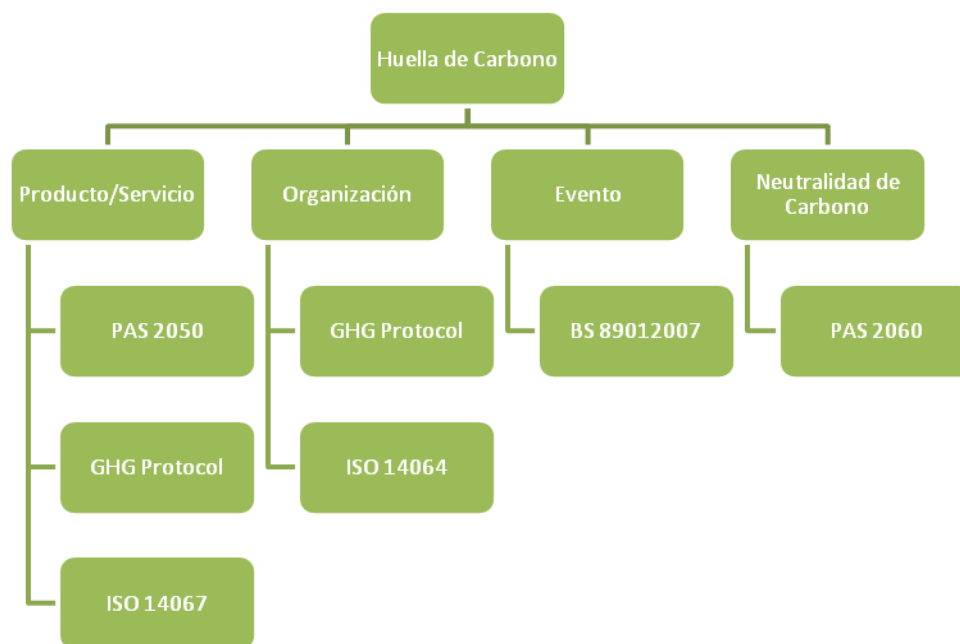 Huella de Carbono
Producto/Servicio
Organización
Evento
Neutralidad de
Carbono
PAS 2050
GHG Protocol
BS 89012007
PAS 2060
GHG Protocol
ISO 14064
ISO 14067